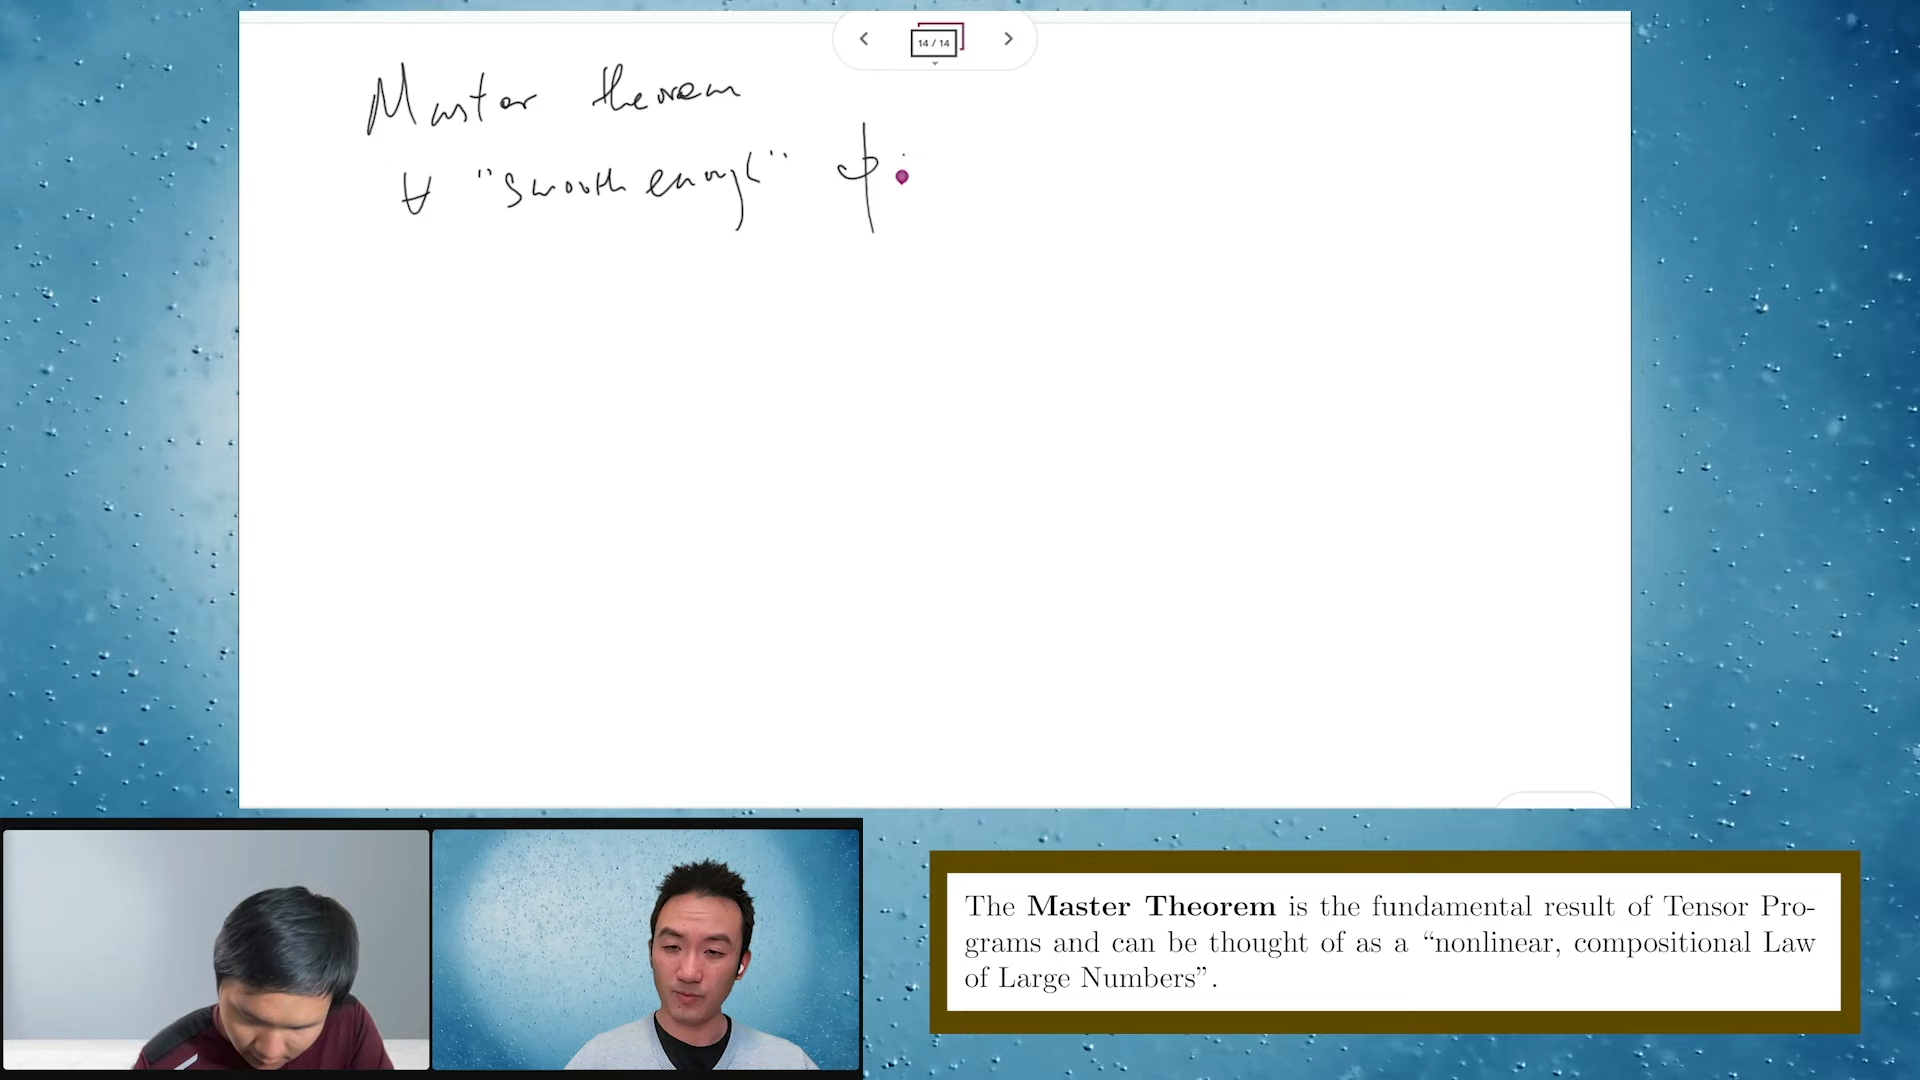 14 / 14
Master theorem
∀ "smooth enough" ϕ :
The Master Theorem is the fundamental result of Tensor Pro-
grams and can be thought of as a “nonlinear, compositional Law
of Large Numbers”.